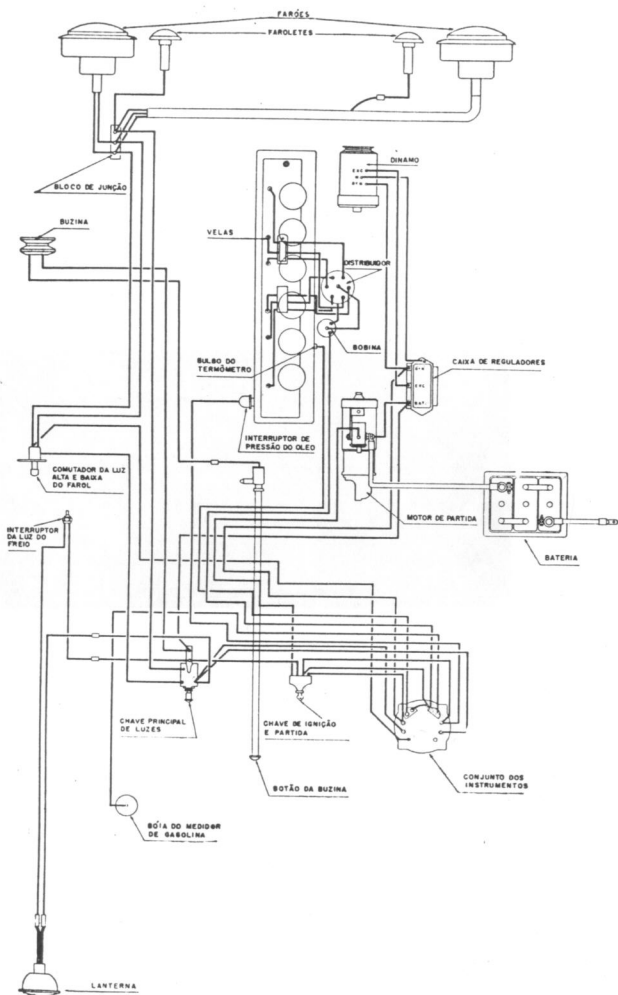 FARÓES
FAROLETES
DÍNAMO
BLOCO DE JUNÇÃO
BUZINA
VELAS
DISTRIBUIDOR
BOBINA
BULBO DO
TERMÔMETRO
CAIXA DE REGULADORES
INTERRUPTOR DE
PRESSÃO DO ÓLEO
COMUTADOR DA LUZ
ALTA E BAIXA
DO FAROL
MOTOR DE PARTIDA
INTERRUPTOR
DA LUZ DO
FREIO
BATERIA
CHAVE PRINCIPAL
DE LUZES
CHAVE DE IGNIÇÃO
E PARTIDA
CONJUNTO DOS
INSTRUMENTOS
BOTÃO DA BUZINA
BÓIA DO MEDIDOR
DE GASOLINA
LANTERNA